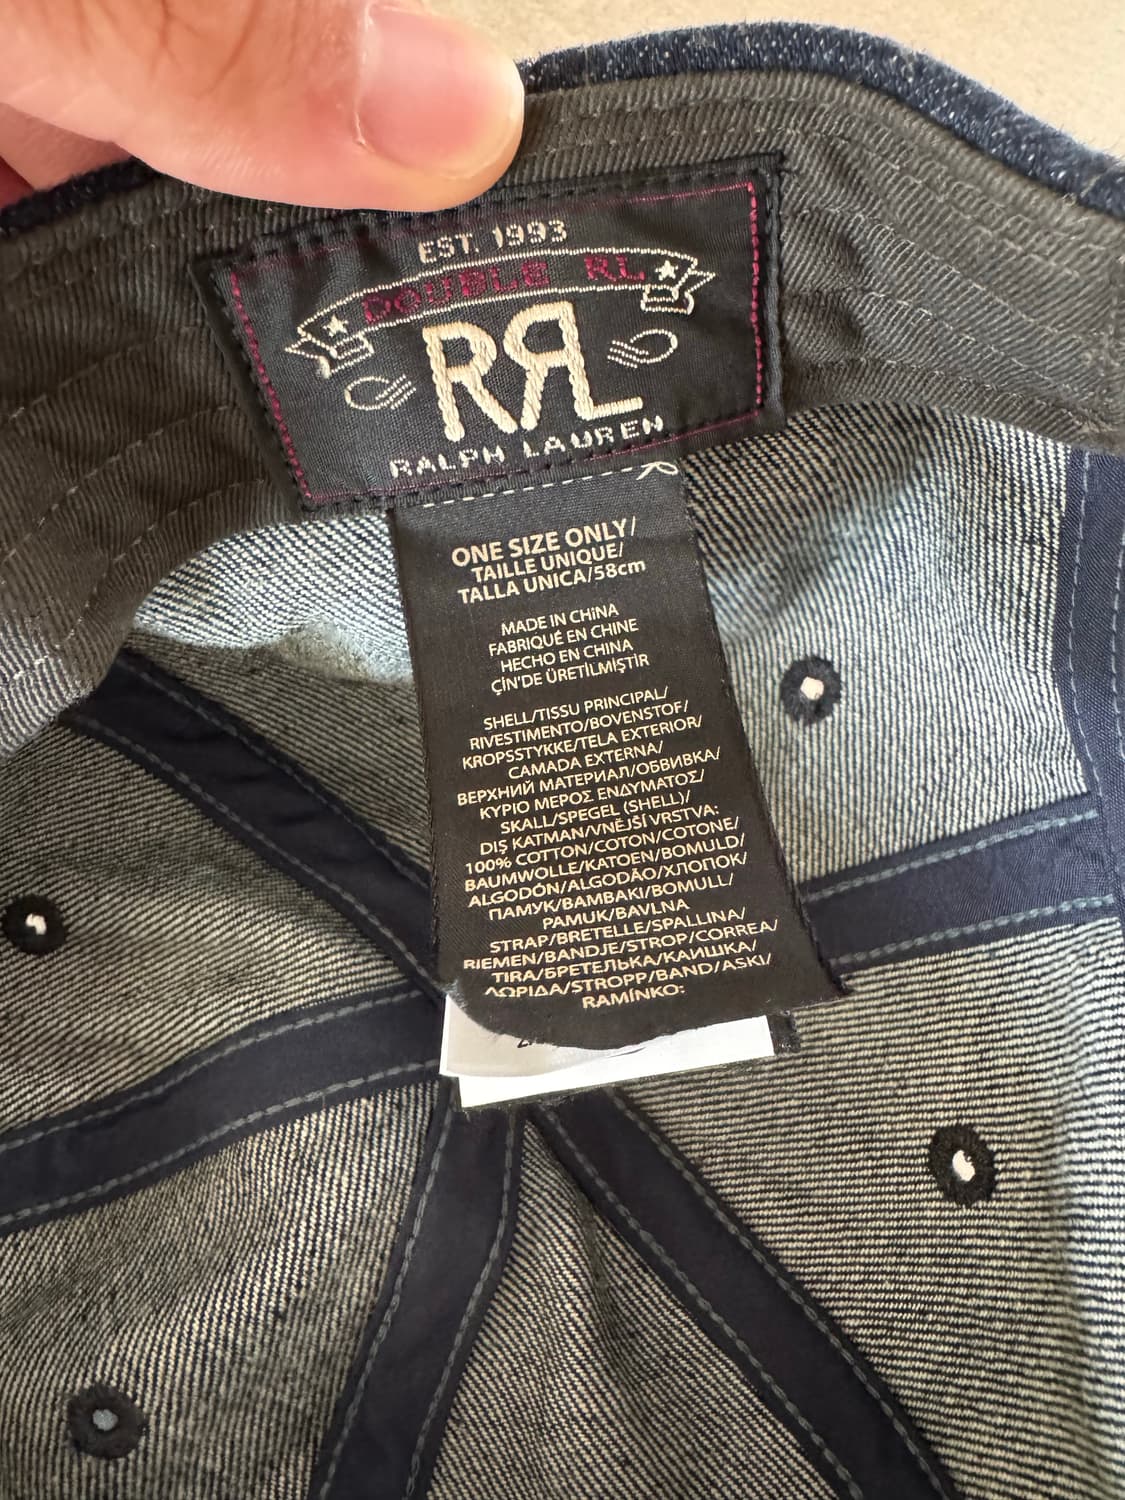 EST. 1993
DOUBLE RL
RRL
RALPH LAUREN
ONE SIZE ONLY/
TAILLE UNIQUE/
TALLA UNICA/58cm
MADE IN CHINA
FABRIQUÉ EN CHINE
HECHO EN CHINA
ÇİN'DE ÜRETİLMİŞTİR
SHELL/TISSU PRINCIPAL/
RIVESTIMENTO/BOVENSTOF/
KROPSSTYKKE/TELA EXTERIOR/
CAMADA EXTERNA/
ВЕРХНИЙ МАТЕРИАЛ/ОБВИВКА/
ΚΥΡΙΟ ΜΕΡΟΣ ΕΝΔΥΜΑΤΟΣ/
SKALL/SPEGEL (SHELL)/
DIŞ KATMAN/VNĚJŠÍ VRSTVA:
100% COTTON/COTON/COTONE/
BAUMWOLLE/KATOEN/BOMULD/
ALGODÓN/ALGODÃO/ХЛОПОК/
ПАМУК/ΒΑΜΒΑΚΙ/BOMULL/
PAMUK/BAVLNA
STRAP/BRETELLE/SPALLINA/
RIEMEN/BANDJE/STROP/CORREA/
TIRA/БРЕТЕЛЬКА/КАИШКА/
ΛΩΡΙΔΑ/STROPP/BAND/ASKI/
RAMÍNKO: